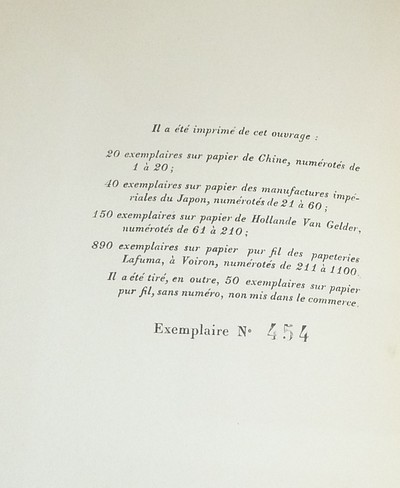 Il a été imprimé de cet ouvrage :
20 exemplaires sur papier de Chine, numérotés de
1 à 20 ;
40 exemplaires sur papier des manufactures impé-
riales du Japon, numérotés de 21 à 60 ;
150 exemplaires sur papier de Hollande Van Gelder,
numérotés de 61 à 210 ;
890 exemplaires sur papier pur fil des papeteries
Lafuma, à Voiron, numérotés de 211 à 1100.
Il a été tiré, en outre, 50 exemplaires sur papier
pur fil, sans numéro, non mis dans le commerce.
Exemplaire N° 454